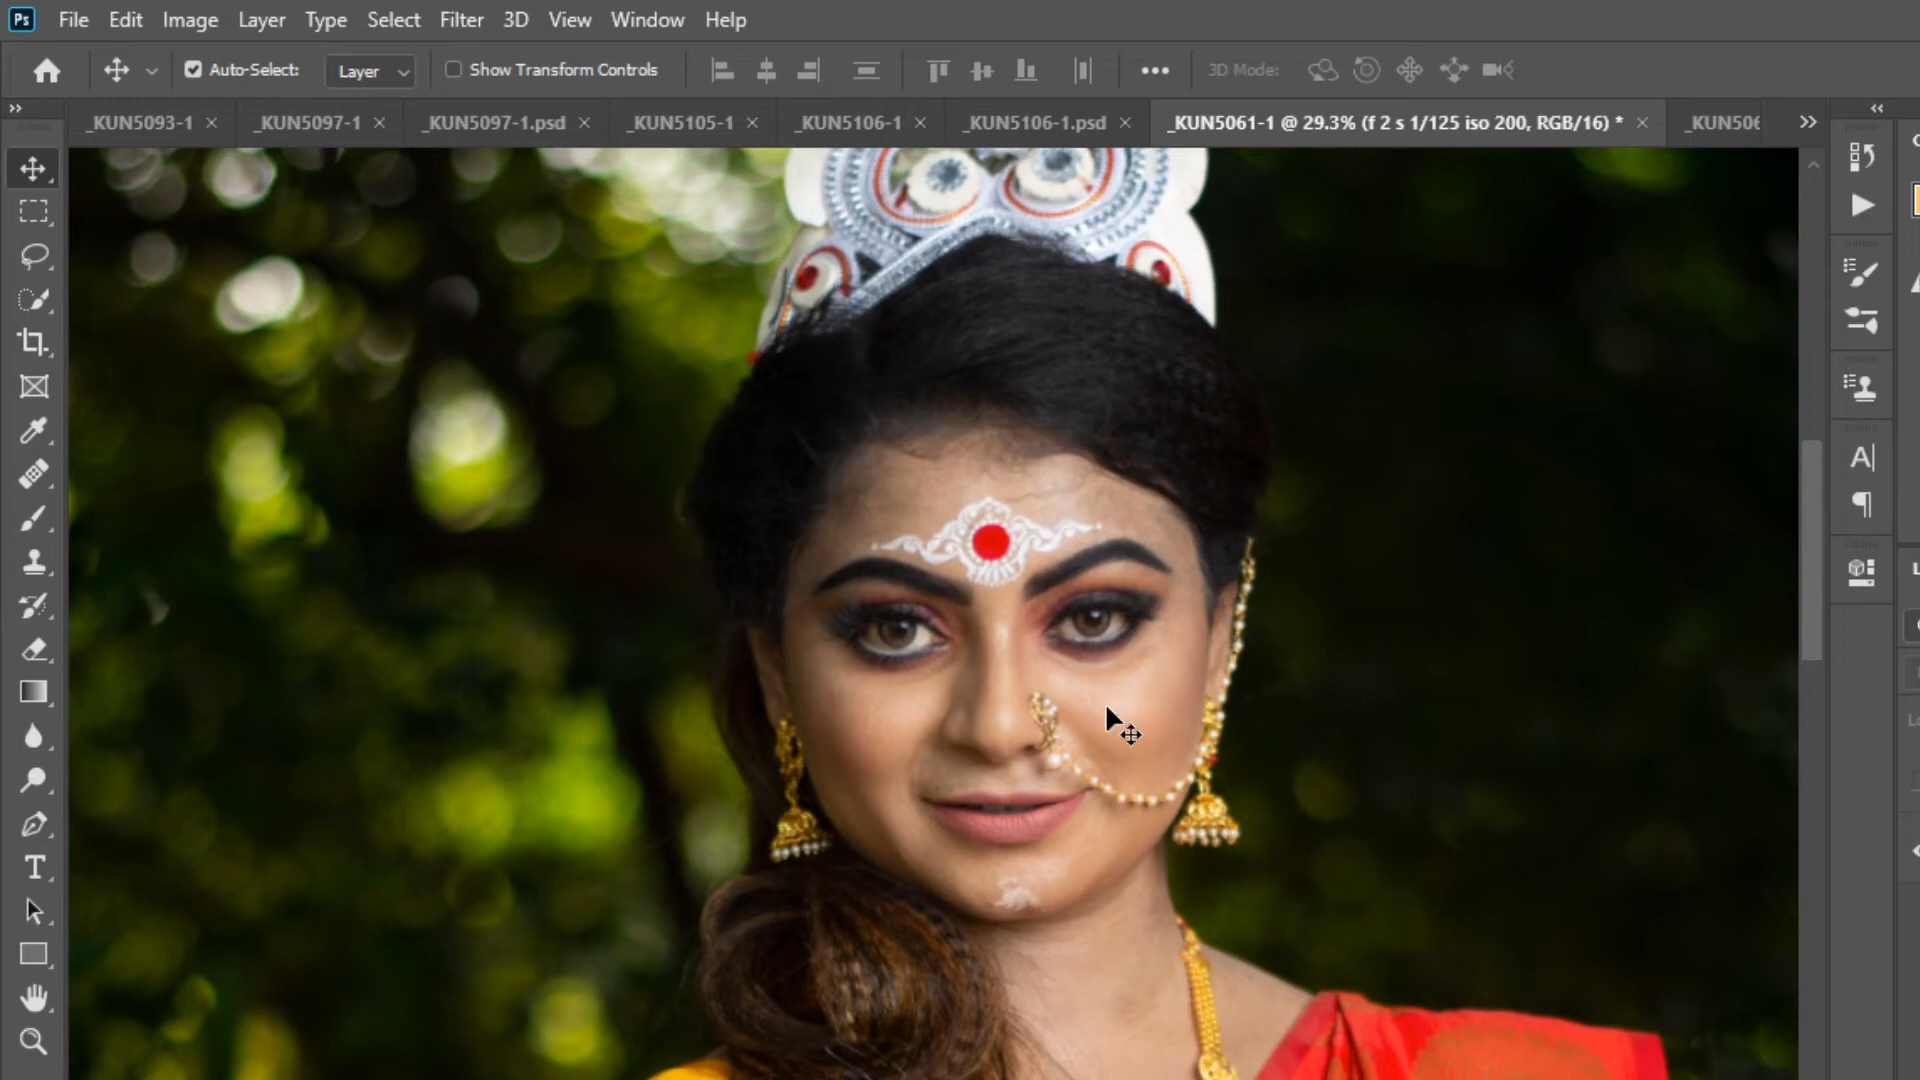 Ps File Edit Image Layer Type Select Filter 3D View Window Help
Auto-Select: Layer Show Transform Controls 3D Mode:
_KUN5093-1 _KUN5097-1 _KUN5097-1.psd _KUN5105-1 _KUN5106-1 _KUN5106-1.psd _KUN5061-1 @ 29.3% (f 2 s 1/125 iso 200, RGB/16) * _KUN506